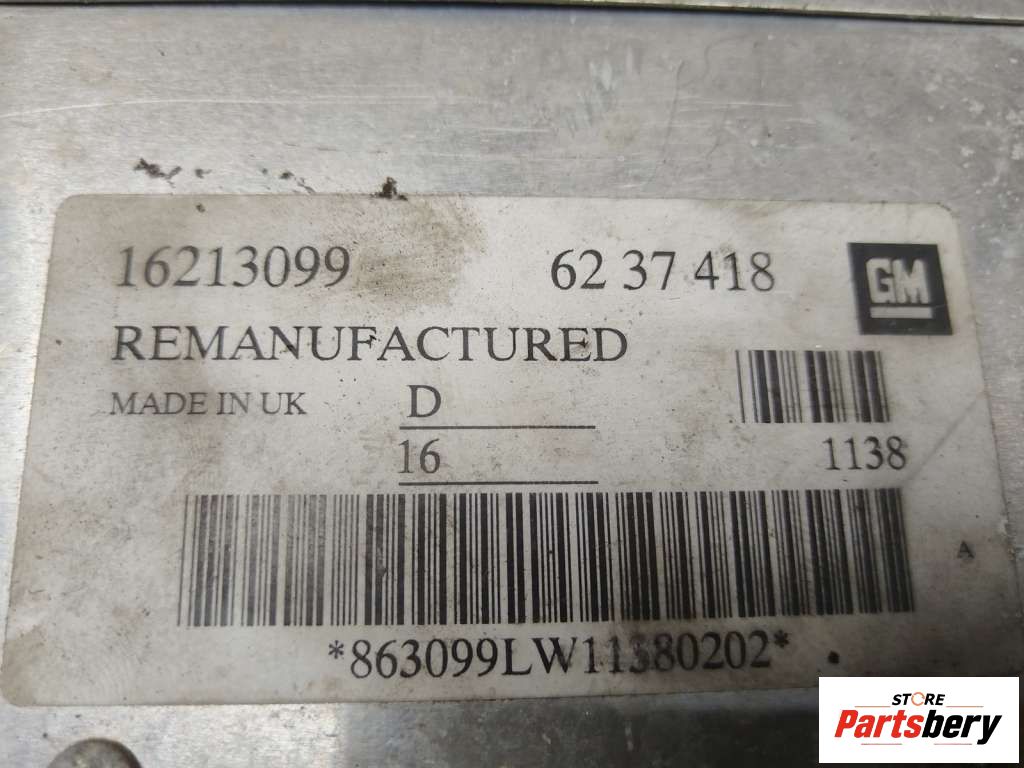 16213099 62 37 418 GM
REMANUFACTURED
MADE IN UK D
16 1138
A
*863099LW11380202*
STORE
Partsbery